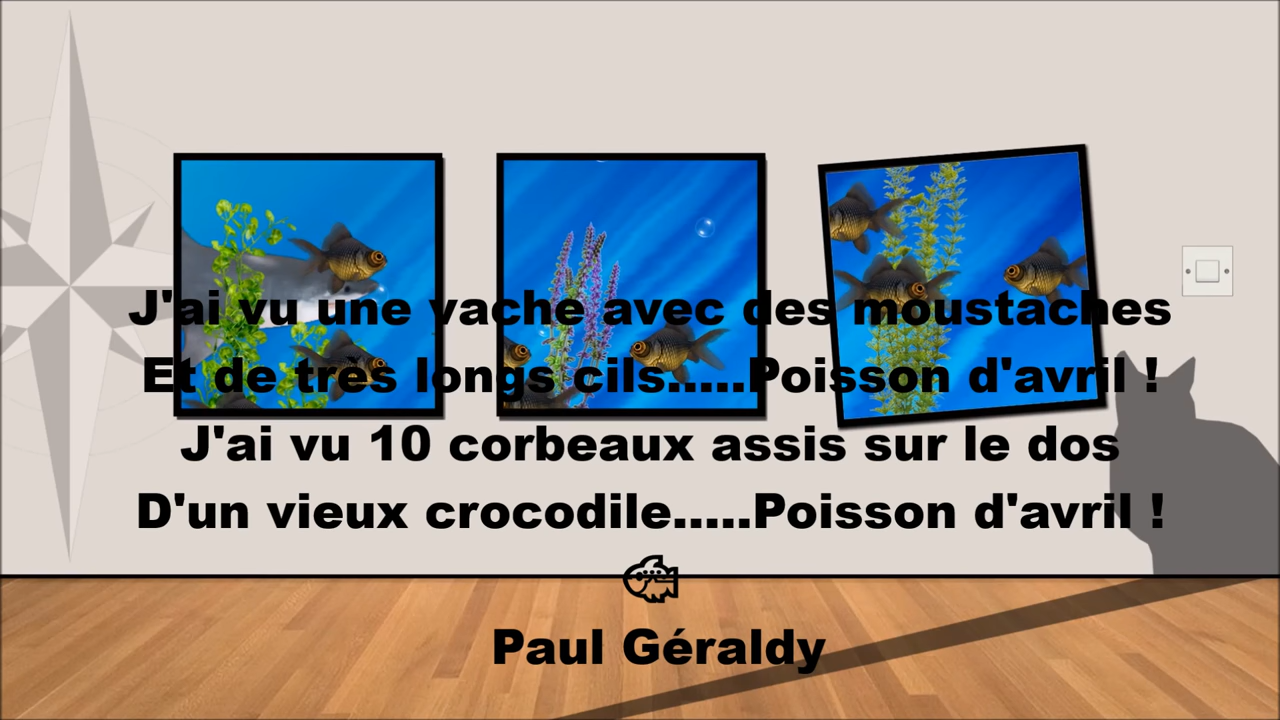 J'ai vu une vache avec des moustaches
Et de très longs cils.....Poisson d'avril !
J'ai vu 10 corbeaux assis sur le dos
D'un vieux crocodile.....Poisson d'avril !
Paul Géraldy